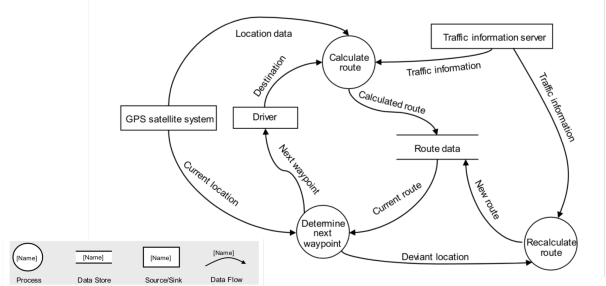 Location data
Traffic information server
Calculate
route
Destination
Traffic information
Traffic information
Calculated route
GPS satellite system
Driver
Route data
Next waypoint
Current location
Current route
New route
Determine
next
waypoint
Deviant location
Recalculate
route
[Name]
[Name]
[Name]
[Name]
Process
Data Store
Source/Sink
Data Flow